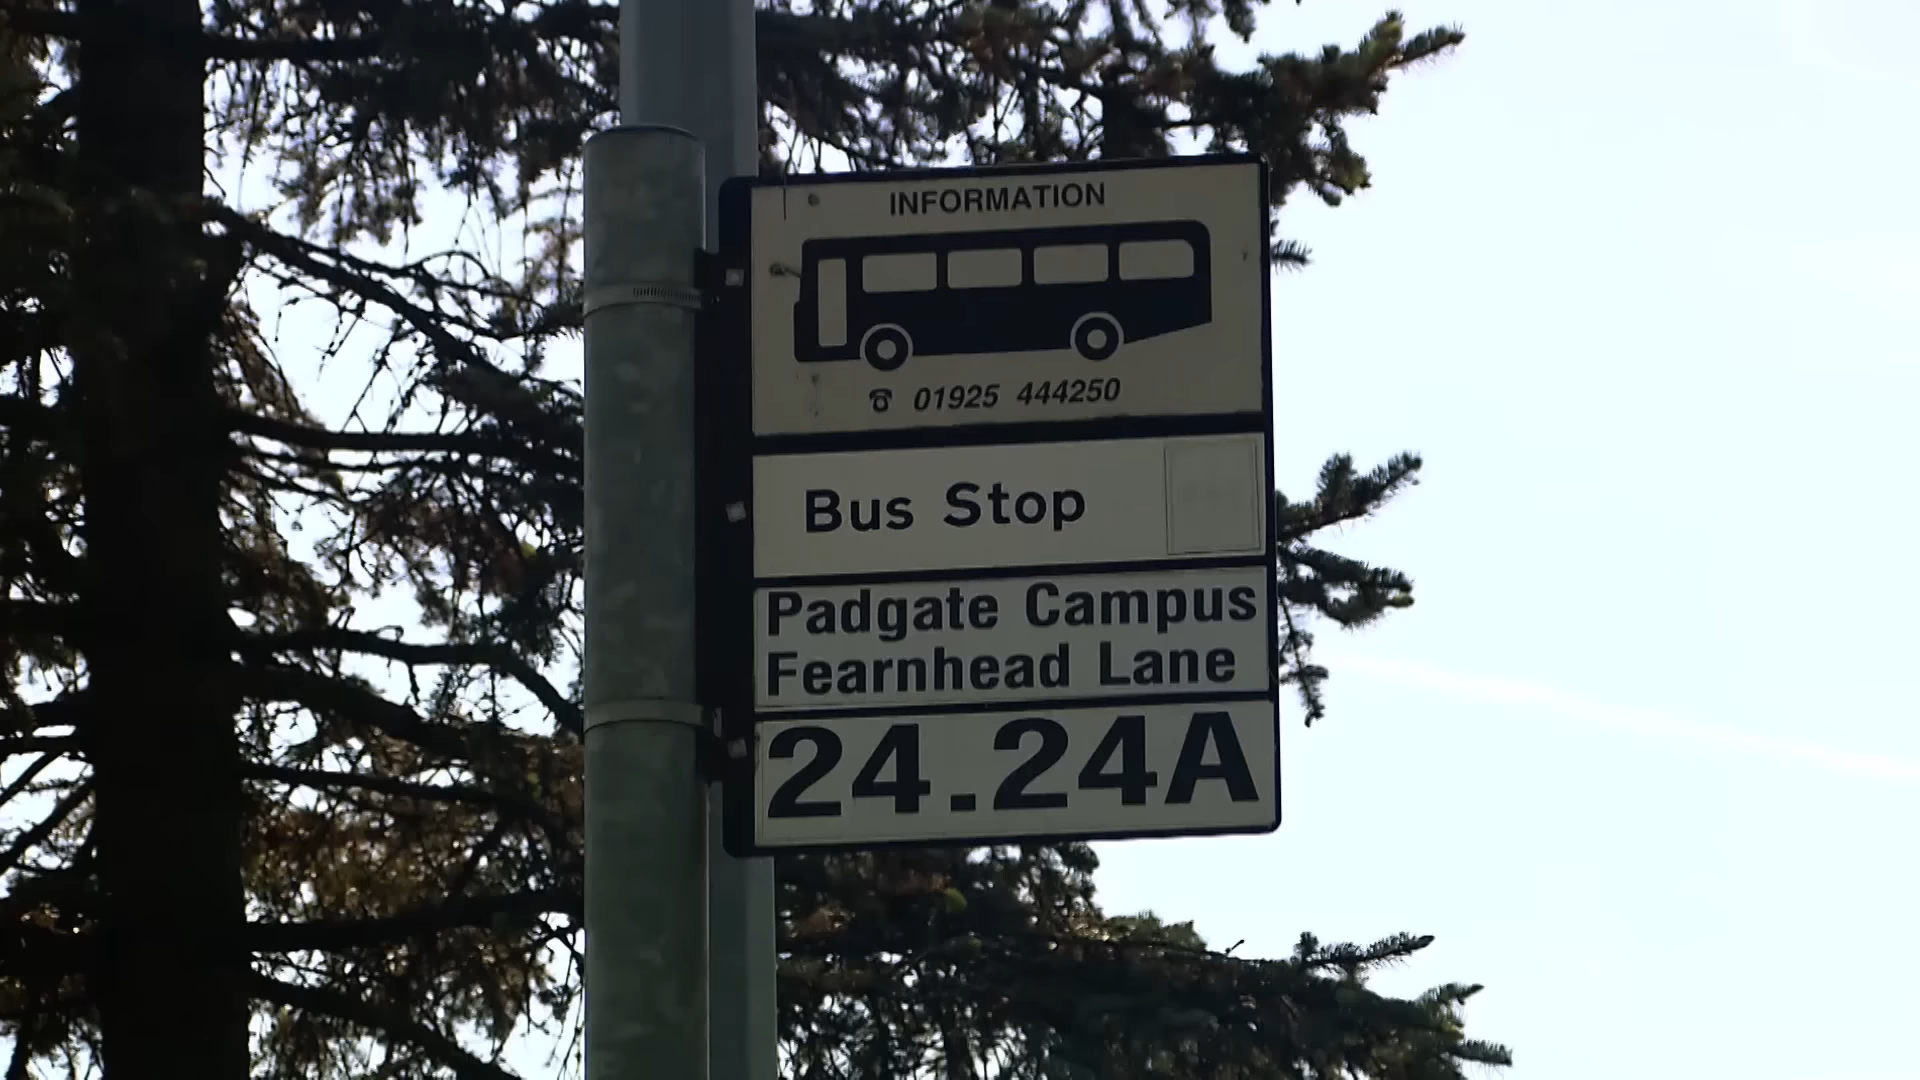 INFORMATION
01925 444250
Bus Stop
Padgate Campus
Fearnhead Lane
24.24A